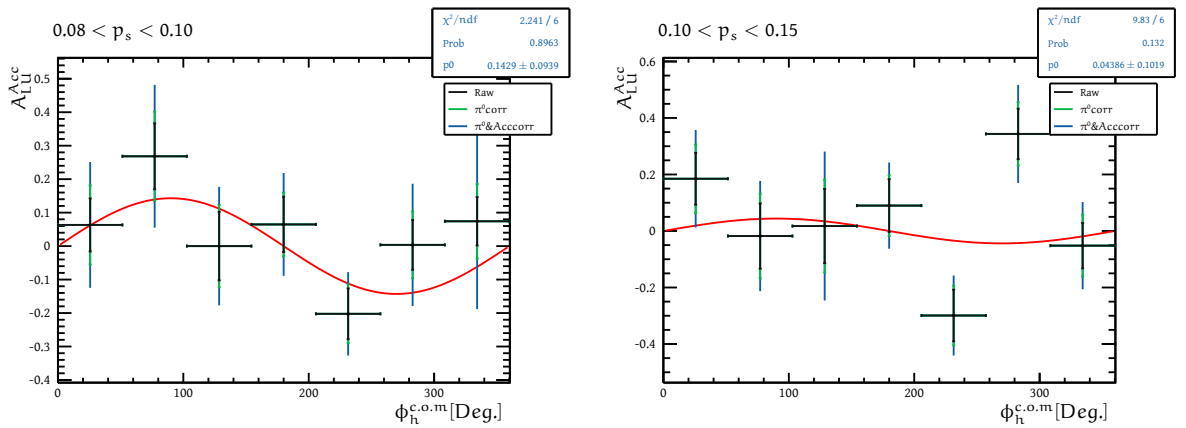 0.08 < p_s < 0.10
χ²/ndf 2.241 / 6
Prob 0.8963
p0 0.1429 ± 0.0939
Raw
π⁰corr
π⁰&Acccorr
A_LU^Acc
0.5
0.4
0.3
0.2
0.1
0
-0.1
-0.2
-0.3
-0.4
0 100 200 300
ϕ_h^c.o.m[Deg.]
0.10 < p_s < 0.15
χ²/ndf 9.83 / 6
Prob 0.132
p0 0.04386 ± 0.1019
Raw
π⁰corr
π⁰&Acccorr
A_LU^Acc
0.6
0.4
0.2
0
-0.2
-0.4
0 100 200 300
ϕ_h^c.o.m[Deg.]